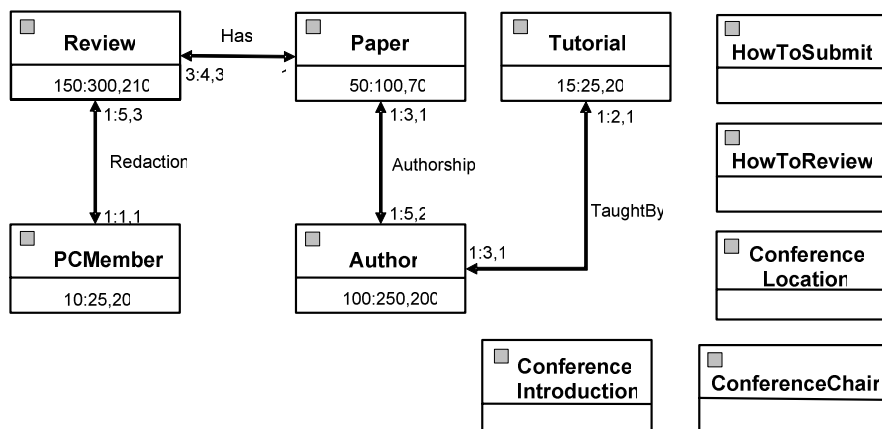 Review
150:300,210
Has
3:4,3
Paper
50:100,70
Tutorial
15:25,20
HowToSubmit
1:5,3
Redaction
1:1,1
1:3,1
Authorship
1:5,2
1:2,1
TaughtBy
1:3,1
HowToReview
PCMember
10:25,20
Author
100:250,200
Conference
Location
Conference
Introduction
ConferenceChair